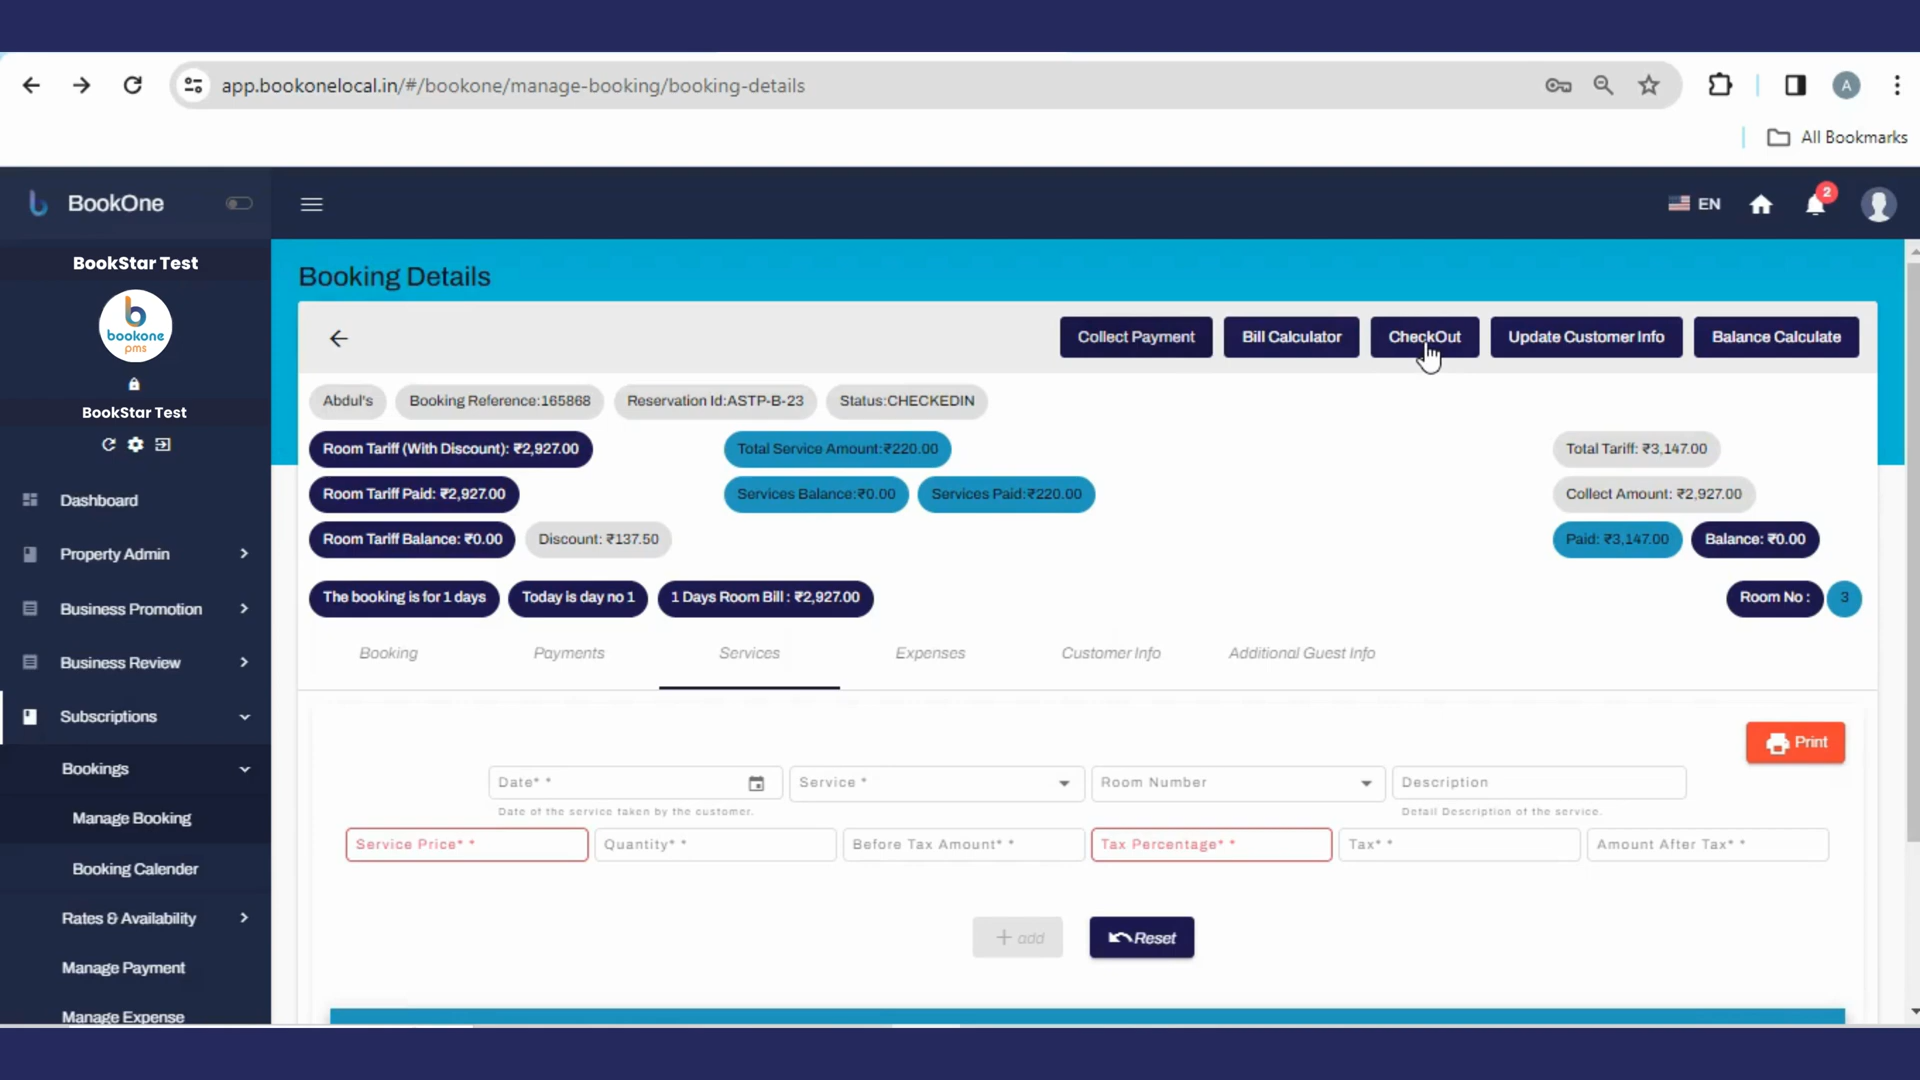 app.bookonelocal.in/#/bookone/manage-booking/booking-details
A
All Bookmarks
BookOne
EN
2
BookStar Test
bookone
pms
BookStar Test
Dashboard
Property Admin
Business Promotion
Business Review
Subscriptions
Bookings
Manage Booking
Booking Calender
Rates & Availability
Manage Payment
Manage Expense
Booking Details
Collect Payment
Bill Calculator
CheckOut
Update Customer Info
Balance Calculate
Abdul's
Booking Reference:165868
Reservation Id:ASTP-B-23
Status:CHECKEDIN
Room Tariff (With Discount): ₹2,927.00
Total Service Amount:₹220.00
Total Tariff: ₹3,147.00
Room Tariff Paid: ₹2,927.00
Services Balance:₹0.00
Services Paid:₹220.00
Collect Amount: ₹2,927.00
Room Tariff Balance: ₹0.00
Discount: ₹137.50
Paid: ₹3,147.00
Balance: ₹0.00
The booking is for 1 days
Today is day no 1
1 Days Room Bill : ₹2,927.00
Room No :
3
Booking
Payments
Services
Expenses
Customer Info
Additional Guest Info
Print
Date* *
Service *
Room Number
Description
Date of the service taken by the customer.
Detail Description of the service.
Service Price* *
Quantity* *
Before Tax Amount* *
Tax Percentage* *
Tax* *
Amount After Tax* *
+ add
Reset